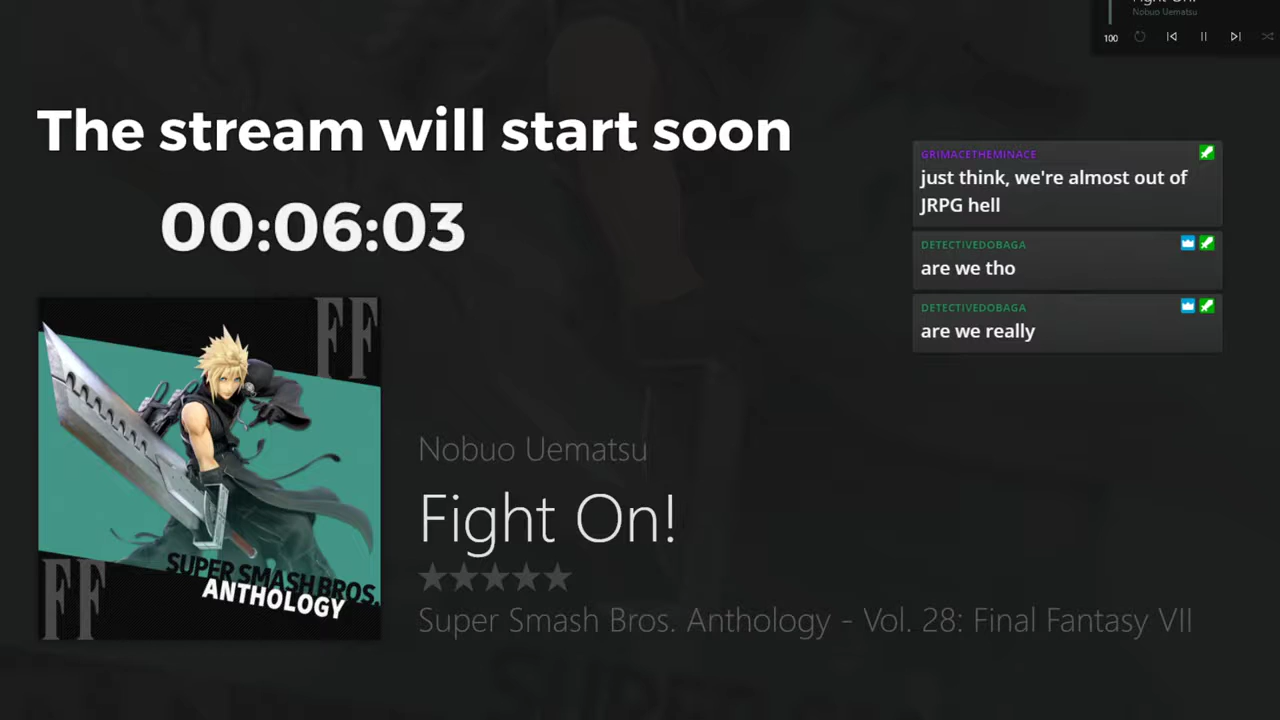 Fight On!
Nobuo Uematsu
100
The stream will start soon
00:06:03
GRIMACETHEMINACE
just think, we're almost out of
JRPG hell
DETECTIVEDOBAGA
are we tho
DETECTIVEDOBAGA
are we really
FF
SUPER SMASH BROS.
ANTHOLOGY
FF
Nobuo Uematsu
Fight On!
Super Smash Bros. Anthology - Vol. 28: Final Fantasy VII